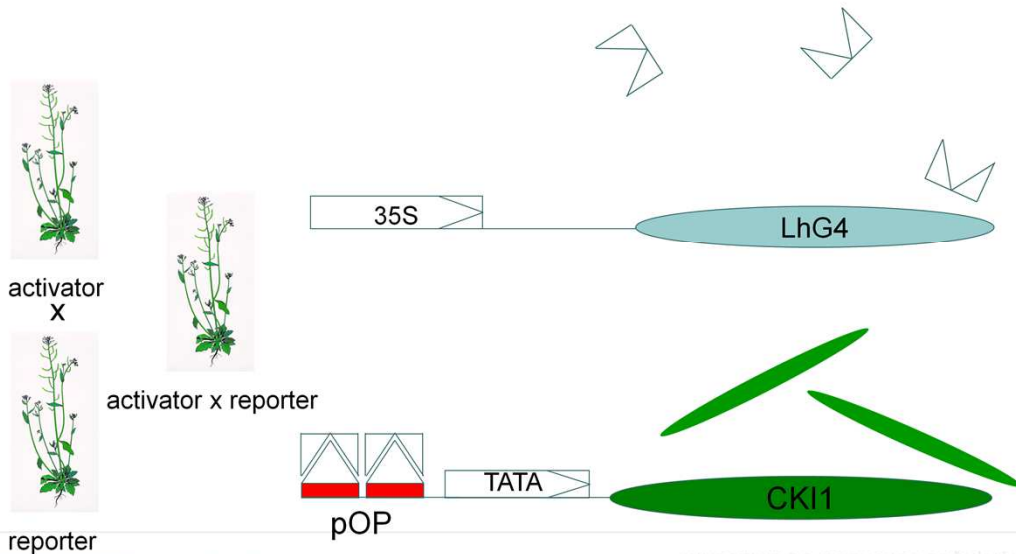 35S
LhG4
activator
x
activator x reporter
TATA
CKI1
pOP
reporter